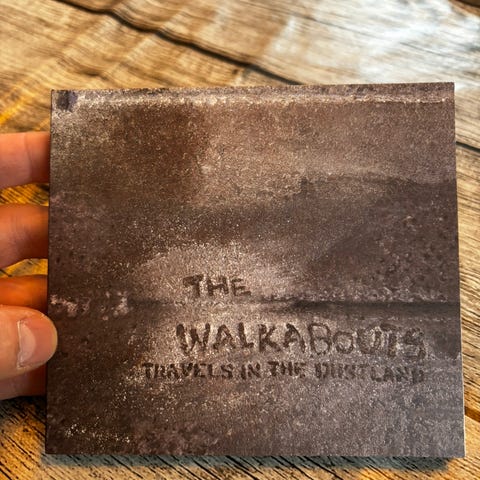 THE
WALKABOUTS
TRAVELS IN THE DUSTLAND